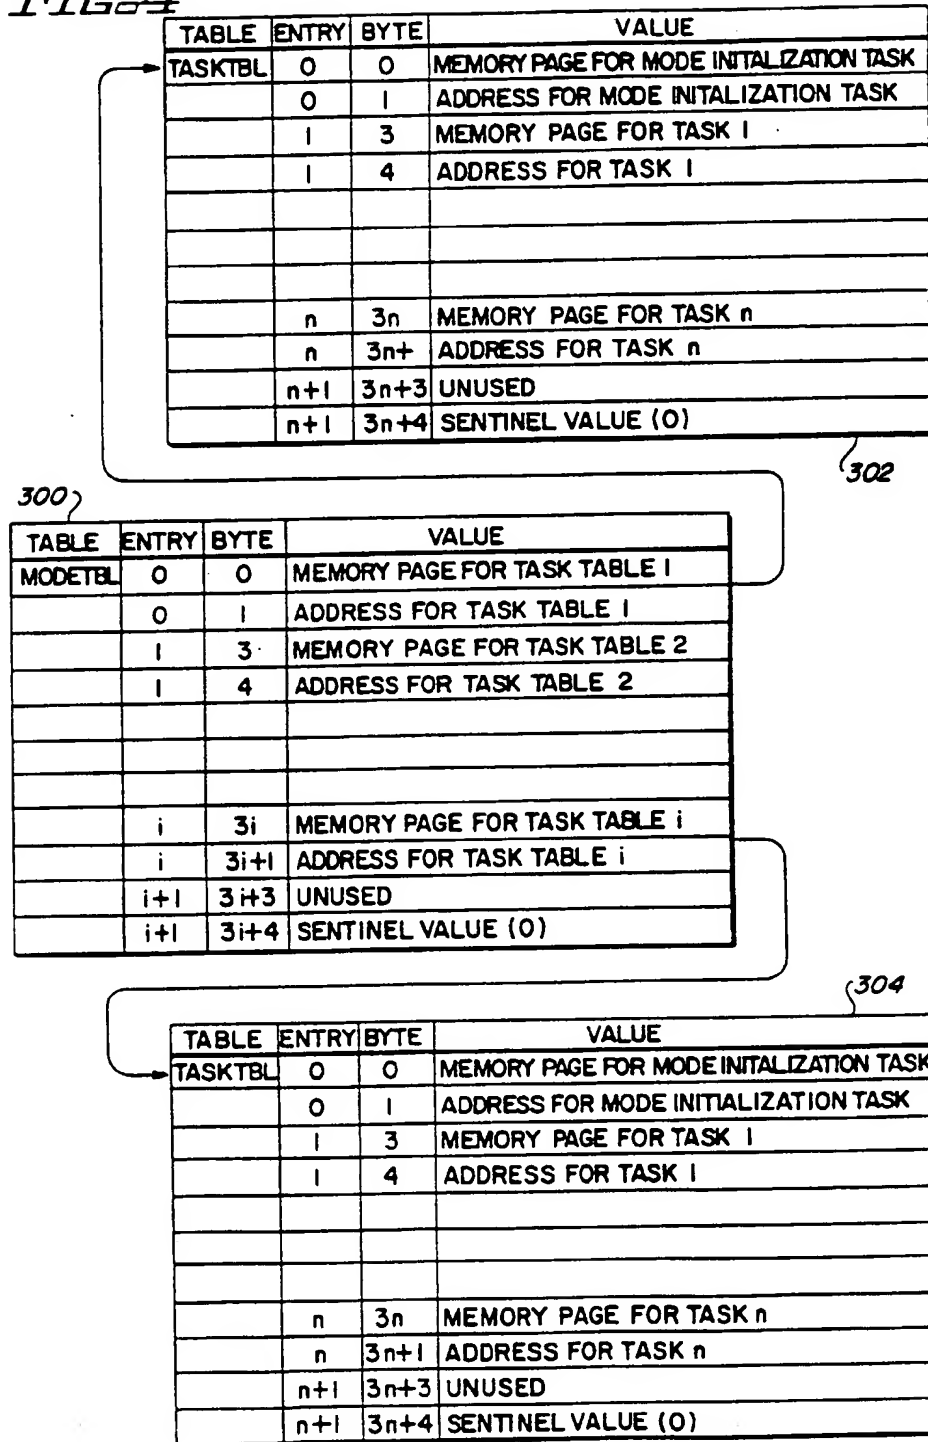 FIG. 4
TABLE ENTRY BYTE VALUE
TASKTBL 0 0 MEMORY PAGE FOR MODE INITALIZATION TASK
0 1 ADDRESS FOR MODE INITALIZATION TASK
1 3 MEMORY PAGE FOR TASK 1
1 4 ADDRESS FOR TASK 1
n 3n MEMORY PAGE FOR TASK n
n 3n+ ADDRESS FOR TASK n
n+1 3n+3 UNUSED
n+1 3n+4 SENTINEL VALUE (0)
302
300
TABLE ENTRY BYTE VALUE
MODETBL 0 0 MEMORY PAGE FOR TASK TABLE 1
0 1 ADDRESS FOR TASK TABLE 1
1 3 MEMORY PAGE FOR TASK TABLE 2
1 4 ADDRESS FOR TASK TABLE 2
i 3i MEMORY PAGE FOR TASK TABLE i
i 3i+1 ADDRESS FOR TASK TABLE i
i+1 3i+3 UNUSED
i+1 3i+4 SENTINEL VALUE (0)
304
TABLE ENTRY BYTE VALUE
TASKTBL 0 0 MEMORY PAGE FOR MODE INITALIZATION TASK
0 1 ADDRESS FOR MODE INITIALIZATION TASK
1 3 MEMORY PAGE FOR TASK 1
1 4 ADDRESS FOR TASK 1
n 3n MEMORY PAGE FOR TASK n
n 3n+1 ADDRESS FOR TASK n
n+1 3n+3 UNUSED
n+1 3n+4 SENTINEL VALUE (0)